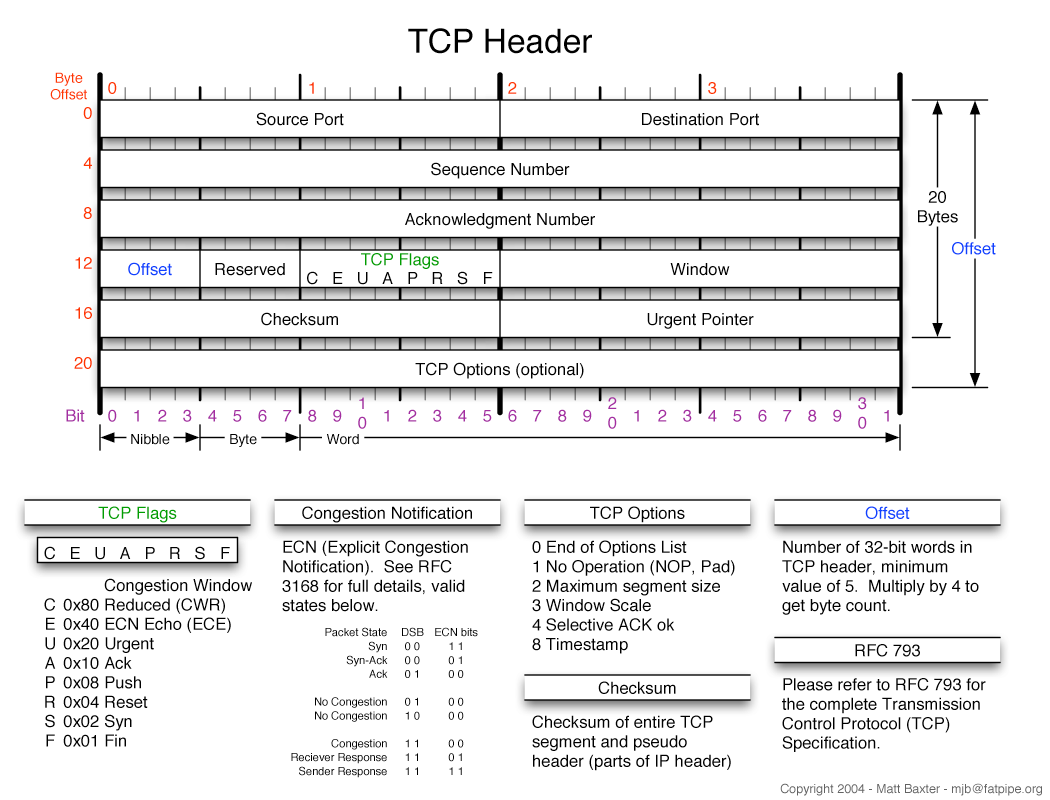 TCP Header
Byte
Offset
0 1 2 3
0 Source Port Destination Port
4 Sequence Number
8 Acknowledgment Number
20
Bytes
Offset
12 Offset Reserved TCP Flags Window
C E U A P R S F
16 Checksum Urgent Pointer
20 TCP Options (optional)
Bit 0 1 2 3 4 5 6 7 8 9 10 1 2 3 4 5 6 7 8 9 20 1 2 3 4 5 6 7 8 9 30 1
Nibble Byte Word
TCP Flags
C E U A P R S F
Congestion Window
C 0x80 Reduced (CWR)
E 0x40 ECN Echo (ECE)
U 0x20 Urgent
A 0x10 Ack
P 0x08 Push
R 0x04 Reset
S 0x02 Syn
F 0x01 Fin
Congestion Notification
ECN (Explicit Congestion
Notification). See RFC
3168 for full details, valid
states below.
Packet State DSB ECN bits
Syn 0 0 1 1
Syn-Ack 0 0 0 1
Ack 0 1 0 0
No Congestion 0 1 0 0
No Congestion 1 0 0 0
Congestion 1 1 0 0
Reciever Response 1 1 0 1
Sender Response 1 1 1 1
TCP Options
0 End of Options List
1 No Operation (NOP, Pad)
2 Maximum segment size
3 Window Scale
4 Selective ACK ok
8 Timestamp
Checksum
Checksum of entire TCP
segment and pseudo
header (parts of IP header)
Offset
Number of 32-bit words in
TCP header, minimum
value of 5. Multiply by 4 to
get byte count.
RFC 793
Please refer to RFC 793 for
the complete Transmission
Control Protocol (TCP)
Specification.
Copyright 2004 - Matt Baxter - mjb@fatpipe.org